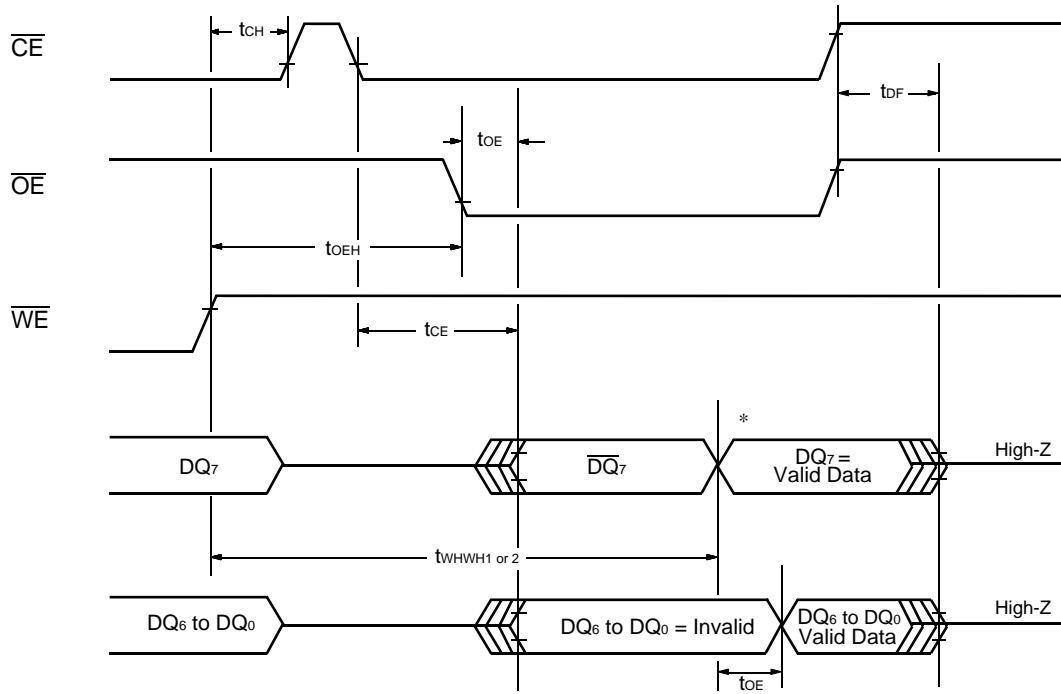 CE
tCH
tDF
OE
tOE
tOEH
WE
tCE
*
DQ7
DQ7
DQ7 =
Valid Data
High-Z
tWHWH1 or 2
DQ6 to DQ0
DQ6 to DQ0 = Invalid
DQ6 to DQ0
Valid Data
High-Z
tOE